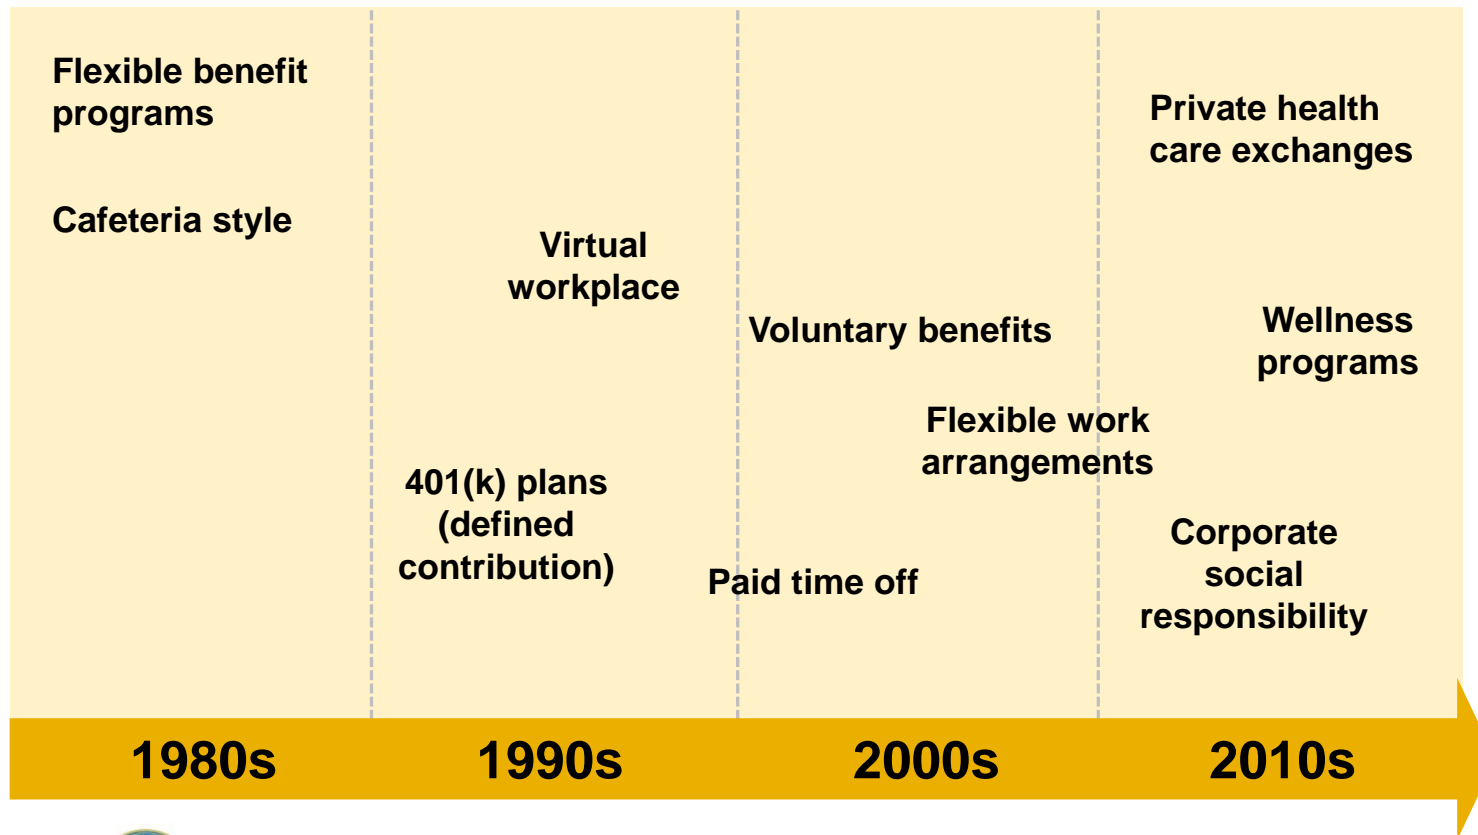 Flexible benefit
programs
Cafeteria style
Virtual
workplace
401(k) plans
(defined
contribution)
Voluntary benefits
Flexible work
arrangements
Paid time off
Private health
care exchanges
Wellness
programs
Corporate
social
responsibility
1980s
1990s
2000s
2010s